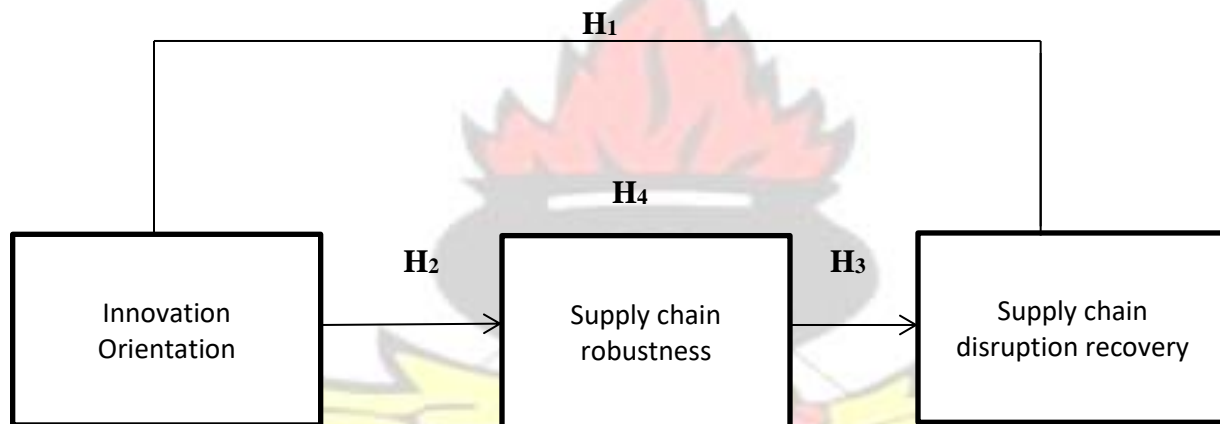 H1
H4
H2
H3
Innovation
Orientation
Supply chain
robustness
Supply chain
disruption recovery